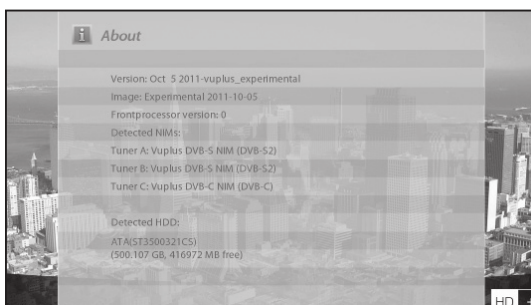 i About
Version: Oct 5 2011-vuplus_experimental
Image: Experimental 2011-10-05
Frontprocessor version: 0
Detected NIMs:
Tuner A: Vuplus DVB-S NIM (DVB-S2)
Tuner B: Vuplus DVB-S NIM (DVB-S2)
Tuner C: Vuplus DVB-C NIM (DVB-C)
Detected HDD:
ATA(ST3500321CS)
(500.107 GB, 416972 MB free)
HD